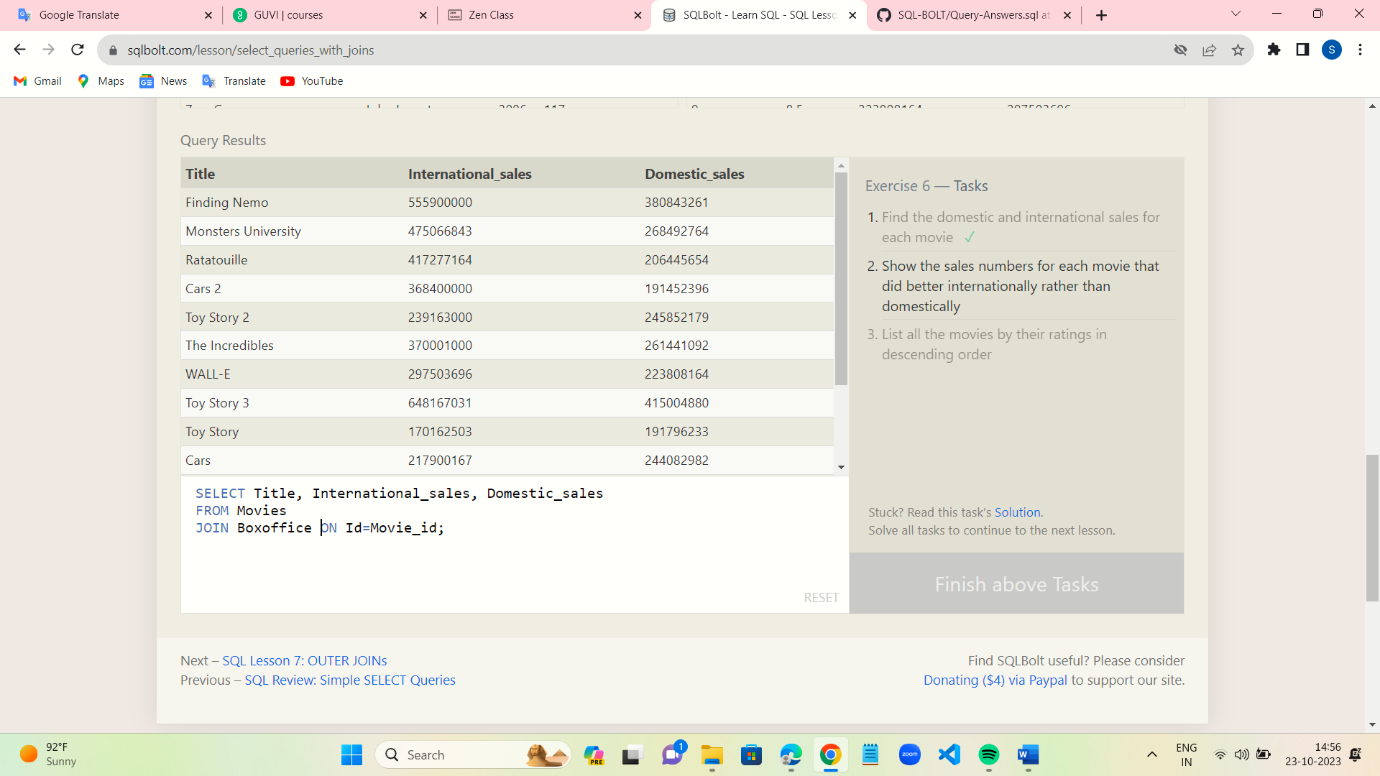 Google Translate
GUVI | courses
Zen Class
SQLBolt - Learn SQL - SQL Lesso
SQL-BOLT/Query-Answers.sql at
sqlbolt.com/lesson/select_queries_with_joins
S
Gmail
Maps
News
Translate
YouTube
Query Results
Title International_sales Domestic_sales
Finding Nemo 555900000 380843261
Monsters University 475066843 268492764
Ratatouille 417277164 206445654
Cars 2 368400000 191452396
Toy Story 2 239163000 245852179
The Incredibles 370001000 261441092
WALL-E 297503696 223808164
Toy Story 3 648167031 415004880
Toy Story 170162503 191796233
Cars 217900167 244082982
SELECT Title, International_sales, Domestic_sales
FROM Movies
JOIN Boxoffice ON Id=Movie_id;
RESET
Exercise 6 — Tasks
1. Find the domestic and international sales for
each movie ✓
2. Show the sales numbers for each movie that
did better internationally rather than
domestically
3. List all the movies by their ratings in
descending order
Stuck? Read this task's Solution.
Solve all tasks to continue to the next lesson.
Finish above Tasks
Next – SQL Lesson 7: OUTER JOINs
Previous – SQL Review: Simple SELECT Queries
Find SQLBolt useful? Please consider
Donating ($4) via Paypal to support our site.
92°F
Sunny
Search
PRE
1
zoom
ENG
IN
14:56
23-10-2023